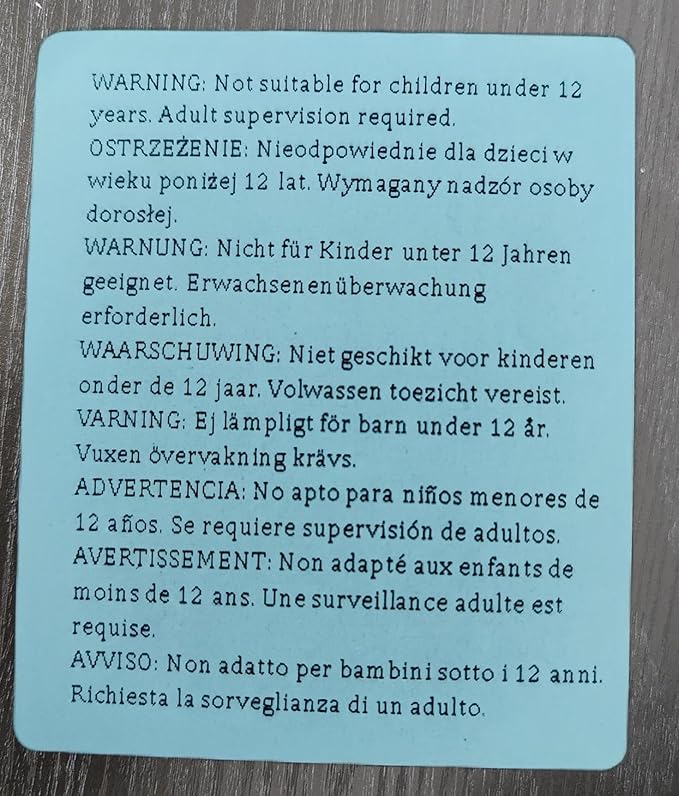 WARNING: Not suitable for children under 12
years. Adult supervision required.
OSTRZEŻENIE: Nieodpowiednie dla dzieci w
wieku poniżej 12 lat. Wymagany nadzór osoby
dorosłej.
WARNUNG: Nicht für Kinder unter 12 Jahren
geeignet. Erwachsenenüberwachung
erforderlich.
WAARSCHUWING: Niet geschikt voor kinderen
onder de 12 jaar. Volwassen toezicht vereist.
VARNING: Ej lämpligt för barn under 12 år.
Vuxen övervakning krävs.
ADVERTENCIA: No apto para niños menores de
12 años. Se requiere supervisión de adultos.
AVERTISSEMENT: Non adapté aux enfants de
moins de 12 ans. Une surveillance adulte est
requise.
AVVISO: Non adatto per bambini sotto i 12 anni.
Richiesta la sorveglianza di un adulto.